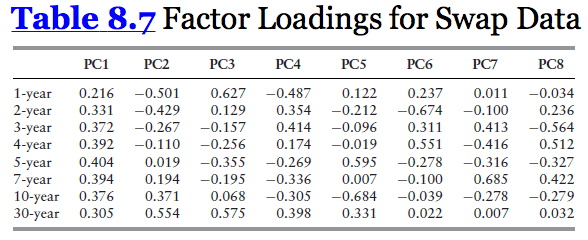 Table 8.7 Factor Loadings for Swap Data
PC1 PC2 PC3 PC4 PC5 PC6 PC7 PC8
1-year 0.216 −0.501 0.627 −0.487 0.122 0.237 0.011 −0.034
2-year 0.331 −0.429 0.129 0.354 −0.212 −0.674 −0.100 0.236
3-year 0.372 −0.267 −0.157 0.414 −0.096 0.311 0.413 −0.564
4-year 0.392 −0.110 −0.256 0.174 −0.019 0.551 −0.416 0.512
5-year 0.404 0.019 −0.355 −0.269 0.595 −0.278 −0.316 −0.327
7-year 0.394 0.194 −0.195 −0.336 0.007 −0.100 0.685 0.422
10-year 0.376 0.371 0.068 −0.305 −0.684 −0.039 −0.278 −0.279
30-year 0.305 0.554 0.575 0.398 0.331 0.022 0.007 0.032